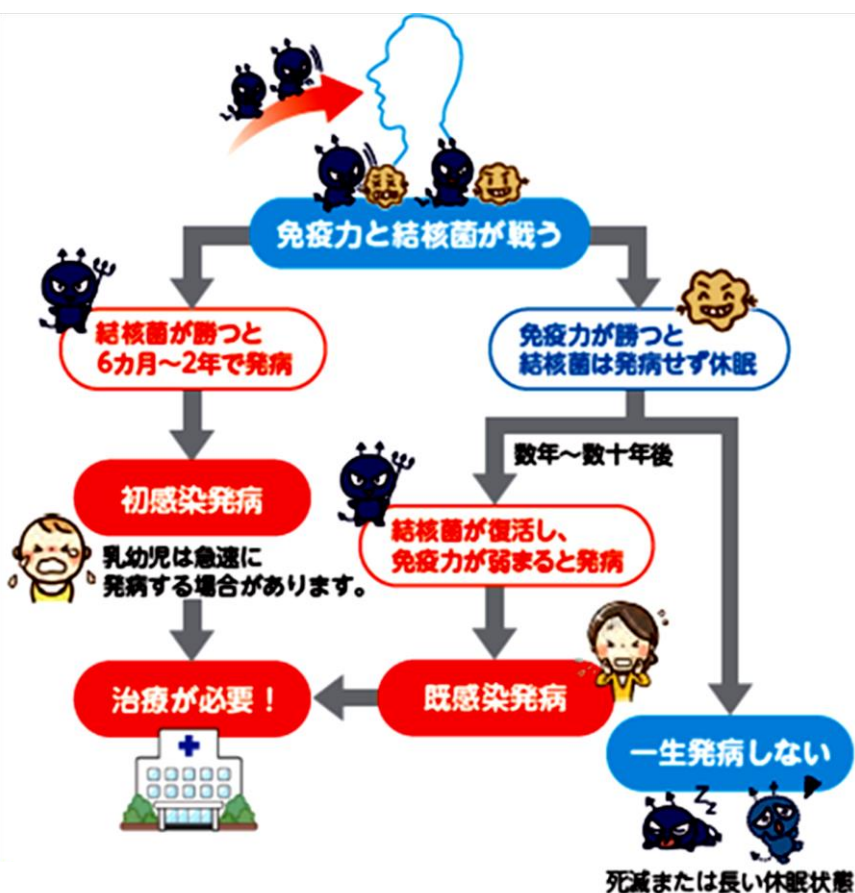 免疫力と結核菌が戦う
結核菌が勝つと
6カ月〜2年で発病
免疫力が勝つと
結核菌は発病せず休眠
初感染発病
乳幼児は急速に
発病する場合があります。
数年〜数十年後
結核菌が復活し、
免疫力が弱まると発病
治療が必要！
既感染発病
一生発病しない
zz
死滅または長い休眠状態